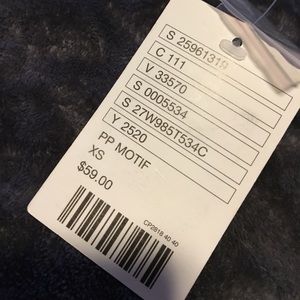 S 25961319
C 111
V 33570
S 0005534
S 27W985T534C
Y 2520
PP MOTIF
XS
$59.00
CP2818 40 40